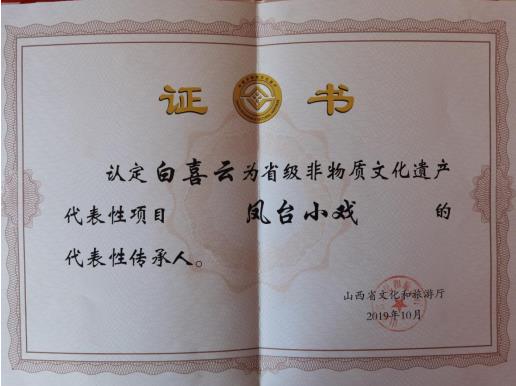 证 书
认定白喜云为省级非物质文化遗产
代表性项目 凤台小戏 的
代表性传承人。
山西省文化和旅游厅
2019年10月